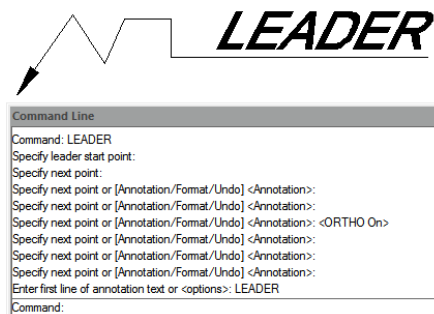 LEADER
Command Line
Command: LEADER
Specify leader start point:
Specify next point:
Specify next point or [Annotation/Format/Undo] <Annotation>:
Specify next point or [Annotation/Format/Undo] <Annotation>:
Specify next point or [Annotation/Format/Undo] <Annotation>: <ORTHO On>
Specify next point or [Annotation/Format/Undo] <Annotation>:
Specify next point or [Annotation/Format/Undo] <Annotation>:
Specify next point or [Annotation/Format/Undo] <Annotation>:
Enter first line of annotation text or <options>: LEADER
Command: